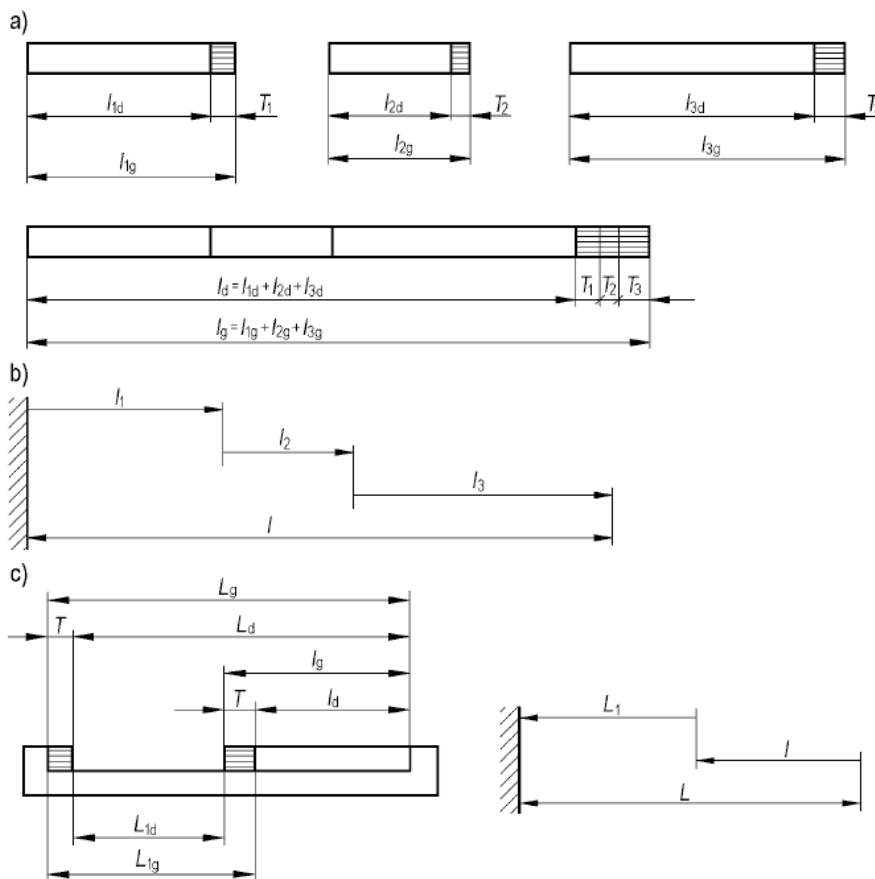 a)
l1d T1 l2d T2 l3d
l1g l2g l3g
ld = l1d + l2d + l3d T1 T2 T3
lg = l1g + l2g + l3g
b)
l1
l2
l3
l
c)
Lg
T Ld
lg
T ld
L1
l
L
L1d
L1g